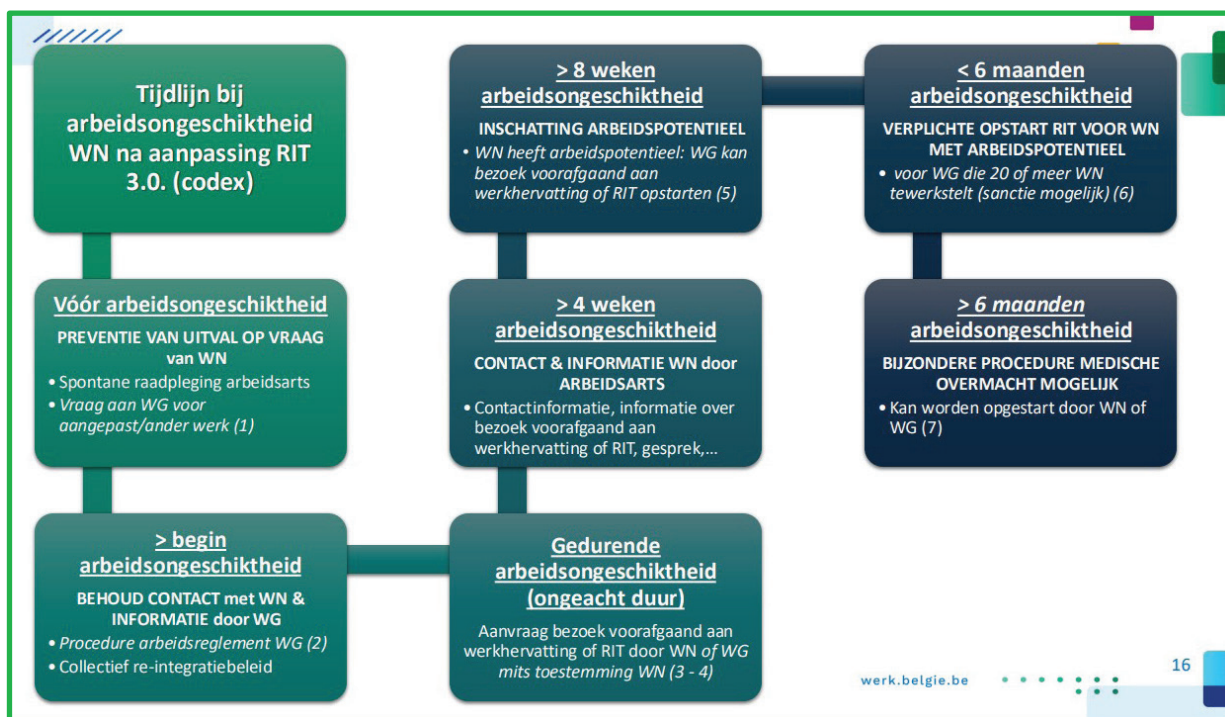 Tijdlijn bij
arbeidsongeschiktheid
WN na aanpassing RIT
3.0. (codex)
Vóór arbeidsongeschiktheid
PREVENTIE VAN UITVAL OP VRAAG
van WN
• Spontane raadpleging arbeidsarts
• Vraag aan WG voor
aangepast/ander werk (1)
> begin
arbeidsongeschiktheid
BEHOUD CONTACT met WN &
INFORMATIE door WG
• Procedure arbeidsreglement WG (2)
• Collectief re-integratiebeleid
Gedurende
arbeidsongeschiktheid
(ongeacht duur)
Aanvraag bezoek voorafgaand aan
werkhervatting of RIT door WN of WG
mits toestemming WN (3 - 4)
> 4 weken
arbeidsongeschiktheid
CONTACT & INFORMATIE WN door
ARBEIDSARTS
• Contactinformatie, informatie over
bezoek voorafgaand aan
werkhervatting of RIT, gesprek,...
> 8 weken
arbeidsongeschiktheid
INSCHATTING ARBEIDSPOTENTIEEL
• WN heeft arbeidspotentieel: WG kan
bezoek voorafgaand aan
werkhervatting of RIT opstarten (5)
< 6 maanden
arbeidsongeschiktheid
VERPLICHTE OPSTART RIT VOOR WN
MET ARBEIDSPOTENTIEEL
• voor WG die 20 of meer WN
tewerkstelt (sanctie mogelijk) (6)
> 6 maanden
arbeidsongeschiktheid
BIJZONDERE PROCEDURE MEDISCHE
OVERMACHT MOGELIJK
• Kan worden opgestart door WN of
WG (7)
werk.belgie.be
16